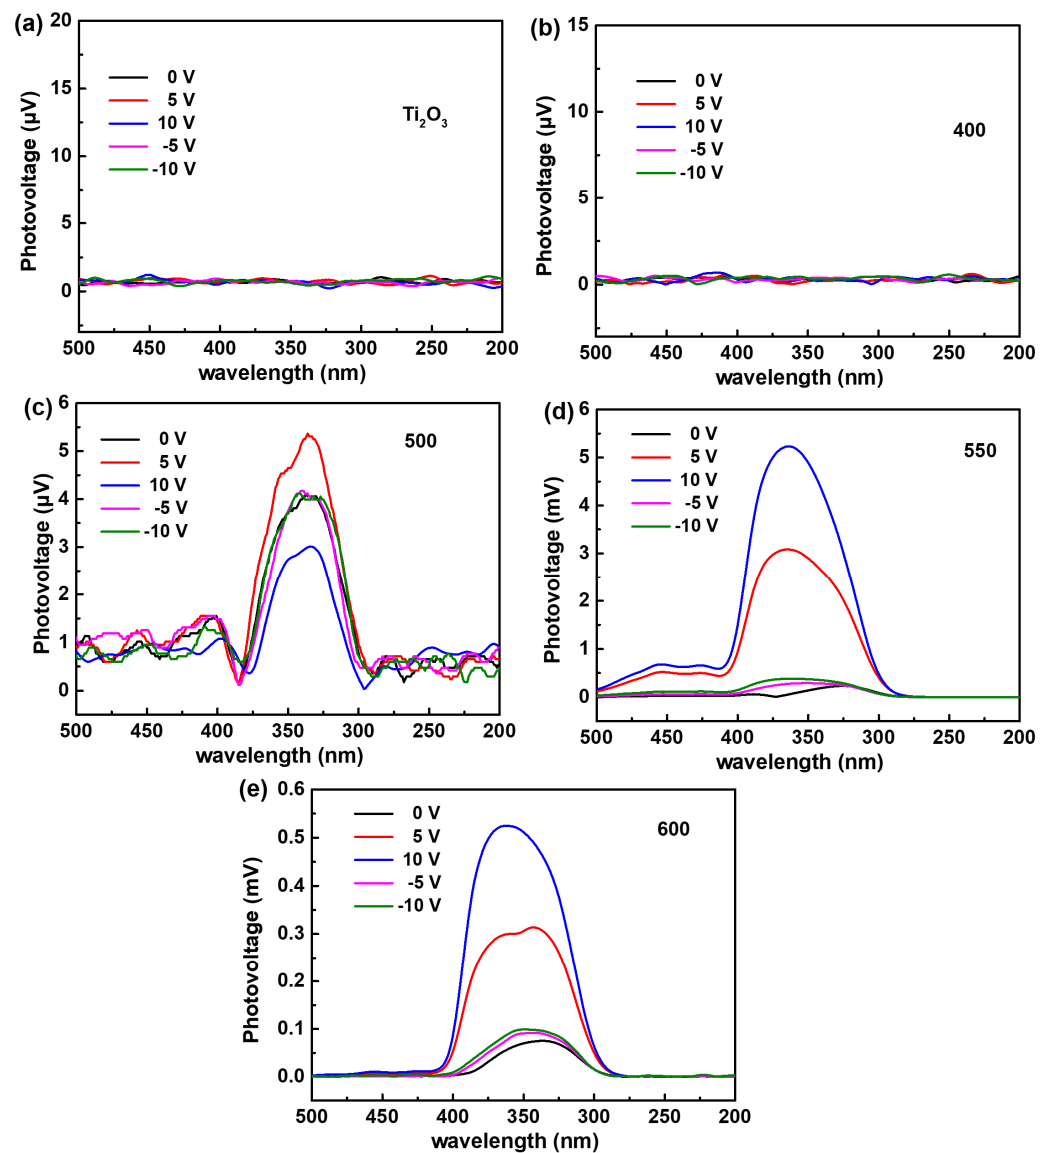 (a)
20
15
10
5
0
Photovoltage (µV)
0 V
5 V
10 V
-5 V
-10 V
Ti₂O₃
500 450 400 350 300 250 200
wavelength (nm)
(b)
15
10
5
0
Photovoltage (µV)
0 V
5 V
10 V
-5 V
-10 V
400
500 450 400 350 300 250 200
wavelength (nm)
(c)
6
5
4
3
2
1
0
Photovoltage (µV)
0 V
5 V
10 V
-5 V
-10 V
500
500 450 400 350 300 250 200
wavelength (nm)
(d)
6
5
4
3
2
1
0
Photovoltage (mV)
0 V
5 V
10 V
-5 V
-10 V
550
500 450 400 350 300 250 200
wavelength (nm)
(e)
0.6
0.5
0.4
0.3
0.2
0.1
0.0
Photovoltage (mV)
0 V
5 V
10 V
-5 V
-10 V
600
500 450 400 350 300 250 200
wavelength (nm)